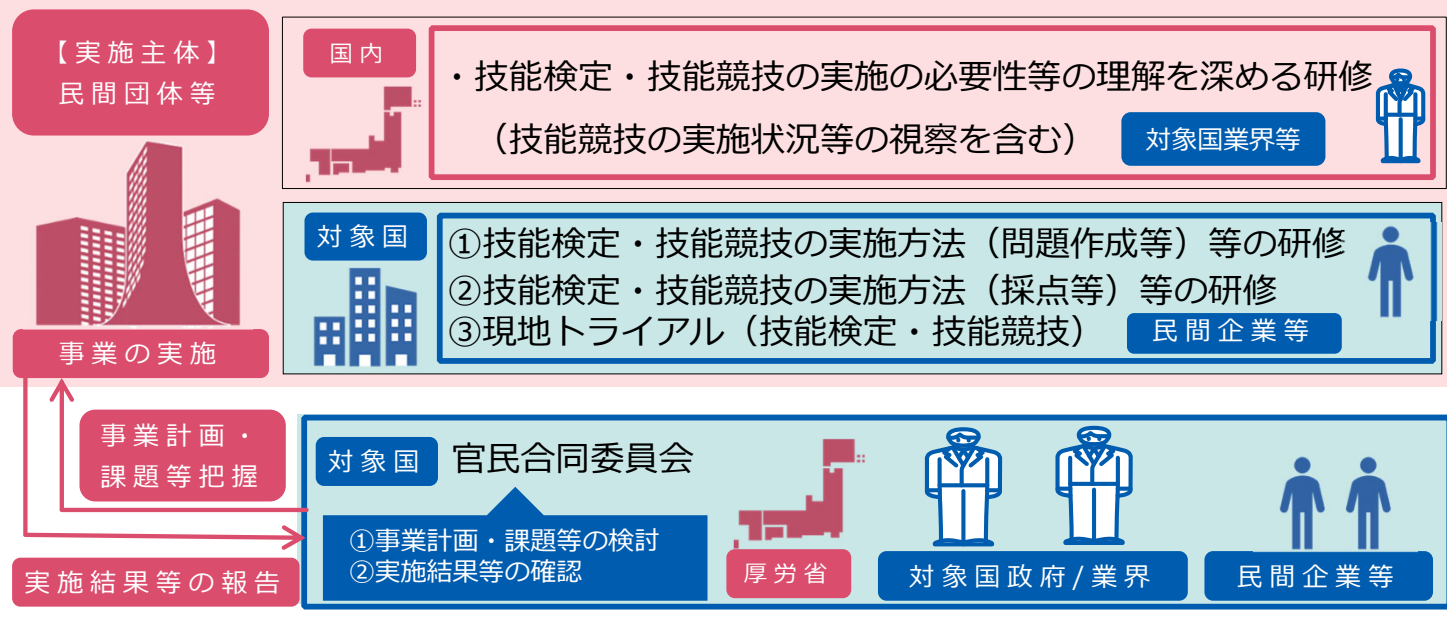 【実施主体】
民間団体等
事業の実施
国内
・技能検定・技能競技の実施の必要性等の理解を深める研修
（技能競技の実施状況等の視察を含む）
対象国業界等
対象国
①技能検定・技能競技の実施方法（問題作成等）等の研修
②技能検定・技能競技の実施方法（採点等）等の研修
③現地トライアル（技能検定・技能競技）
民間企業等
事業計画・
課題等把握
実施結果等の報告
対象国
官民合同委員会
①事業計画・課題等の検討
②実施結果等の確認
厚労省
対象国政府/業界
民間企業等